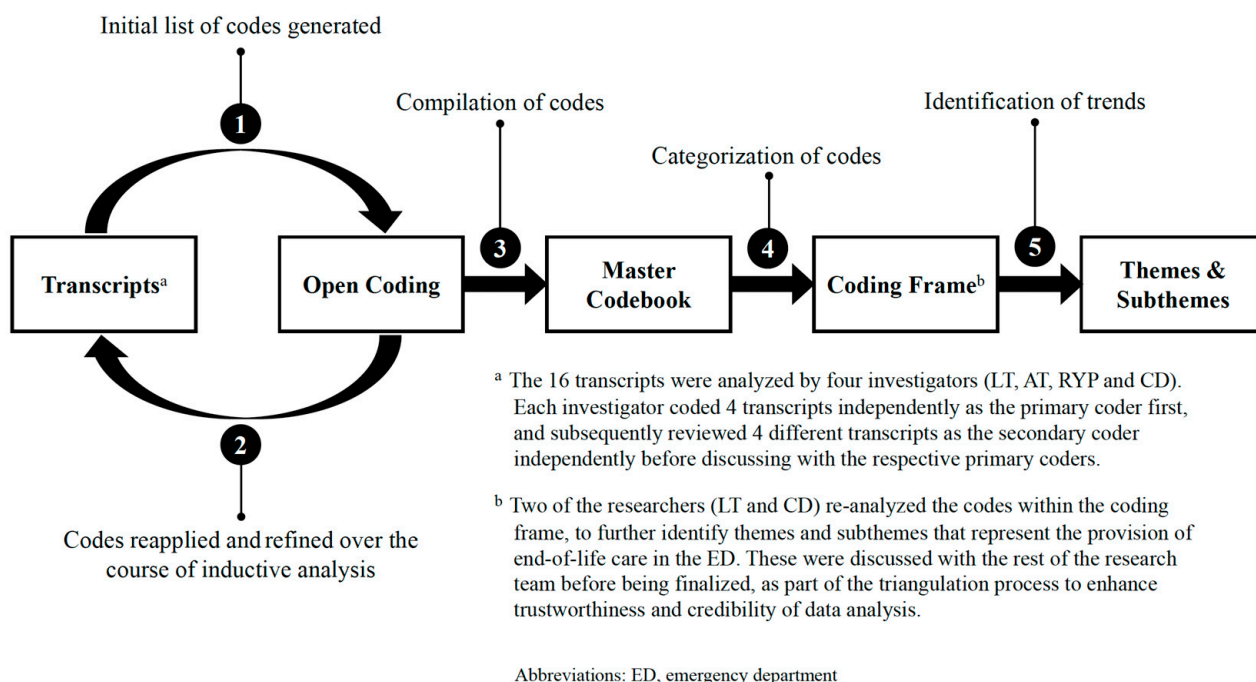 Initial list of codes generated
Compilation of codes
Identification of trends
Categorization of codes
1
3
4
5
Transcriptsᵃ
Open Coding
Master
Codebook
Coding Frameᵇ
Themes &
Subthemes
2
Codes reapplied and refined over the
course of inductive analysis
ᵃ The 16 transcripts were analyzed by four investigators (LT, AT, RYP and CD).
Each investigator coded 4 transcripts independently as the primary coder first,
and subsequently reviewed 4 different transcripts as the secondary coder
independently before discussing with the respective primary coders.
ᵇ Two of the researchers (LT and CD) re-analyzed the codes within the coding
frame, to further identify themes and subthemes that represent the provision of
end-of-life care in the ED. These were discussed with the rest of the research
team before being finalized, as part of the triangulation process to enhance
trustworthiness and credibility of data analysis.
Abbreviations: ED, emergency department